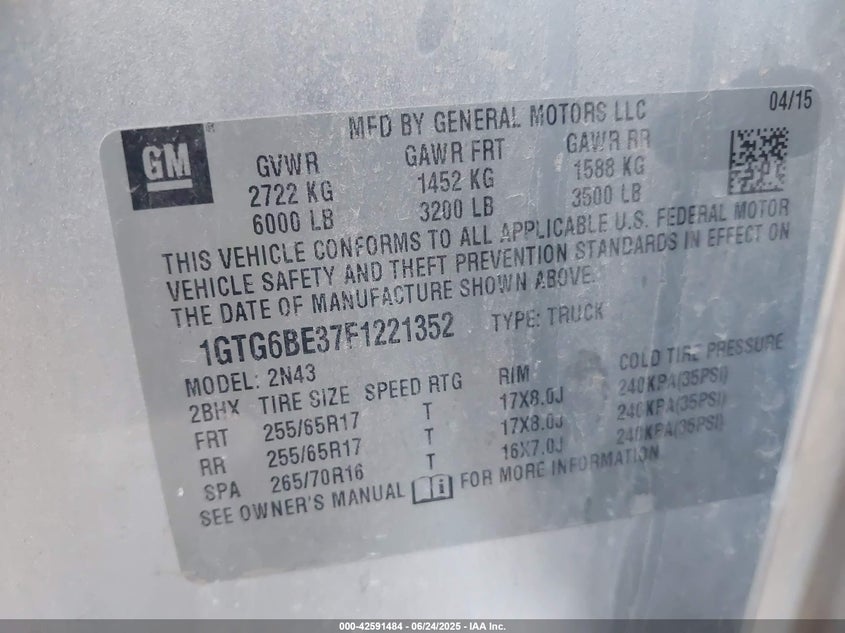 GM
MFD BY GENERAL MOTORS LLC 04/15
GVWR GAWR FRT GAWR RR
2722 KG 1452 KG 1588 KG
6000 LB 3200 LB 3500 LB
THIS VEHICLE CONFORMS TO ALL APPLICABLE U.S. FEDERAL MOTOR
VEHICLE SAFETY AND THEFT PREVENTION STANDARDS IN EFFECT ON
THE DATE OF MANUFACTURE SHOWN ABOVE.
1GTG6BE37F1221352 TYPE: TRUCK
MODEL: 2N43
2BHX TIRE SIZE SPEED RTG RIM COLD TIRE PRESSURE
FRT 255/65R17 T 17X8.0J 240KPA(35PSI)
RR 255/65R17 T 17X8.0J 240KPA(35PSI)
SPA 265/70R16 T 16X7.0J 240KPA(35PSI)
SEE OWNER'S MANUAL FOR MORE INFORMATION
000-42591484 - 06/24/2025 - IAA Inc.